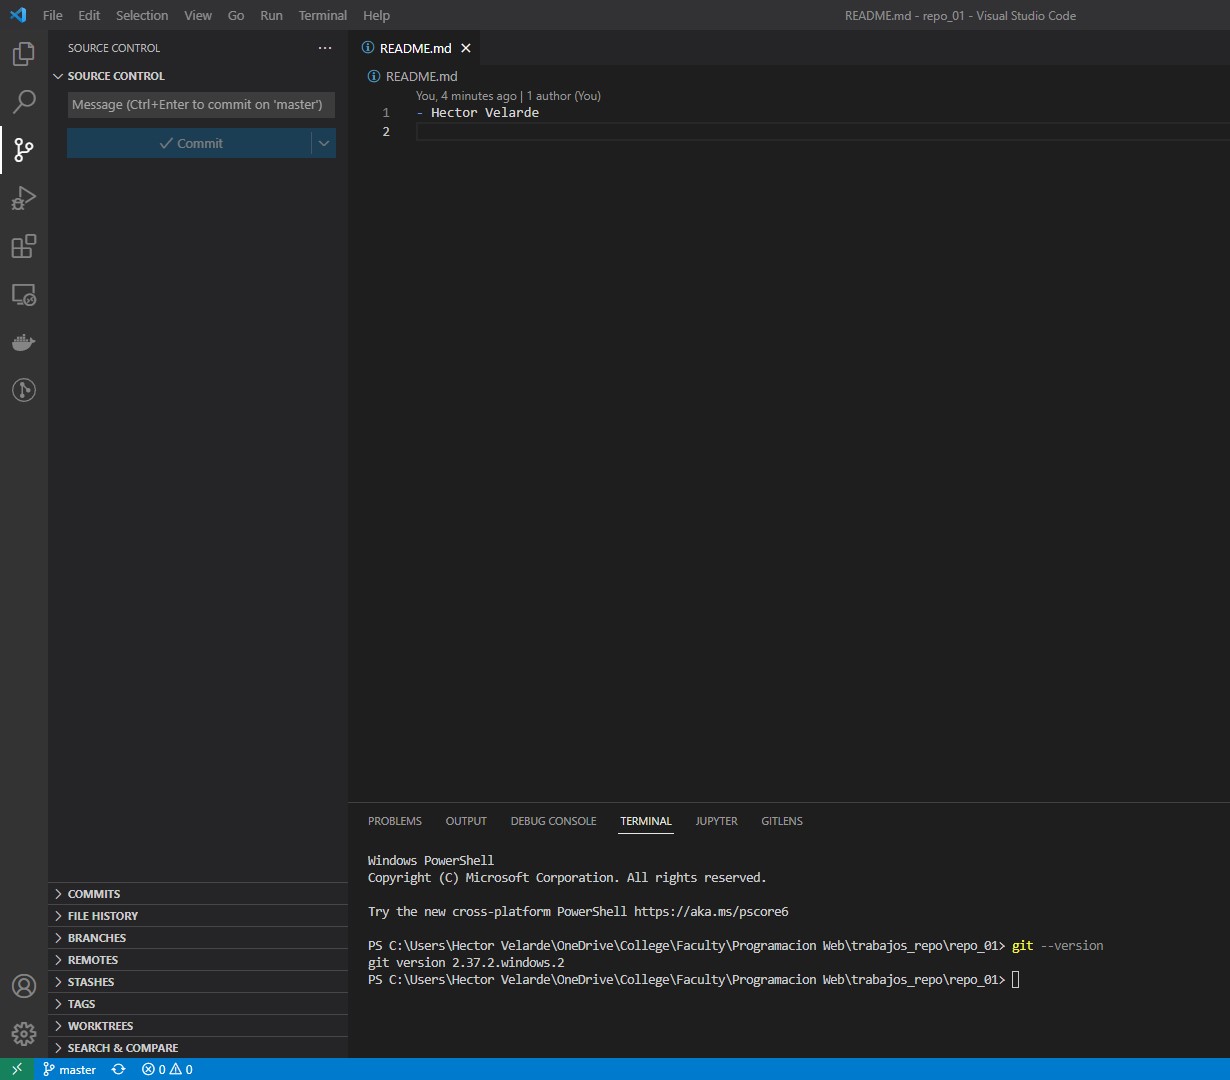 File Edit Selection View Go Run Terminal Help
README.md - repo_01 - Visual Studio Code
SOURCE CONTROL
SOURCE CONTROL
Message (Ctrl+Enter to commit on 'master')
Commit
README.md
README.md
You, 4 minutes ago | 1 author (You)
1 - Hector Velarde
2
PROBLEMS OUTPUT DEBUG CONSOLE TERMINAL JUPYTER GITLENS
Windows PowerShell
Copyright (C) Microsoft Corporation. All rights reserved.
Try the new cross-platform PowerShell https://aka.ms/pscore6
PS C:\Users\Hector Velarde\OneDrive\College\Faculty\Programacion Web\trabajos_repo\repo_01> git --version
git version 2.37.2.windows.2
PS C:\Users\Hector Velarde\OneDrive\College\Faculty\Programacion Web\trabajos_repo\repo_01>
COMMITS
FILE HISTORY
BRANCHES
REMOTES
STASHES
TAGS
WORKTREES
SEARCH & COMPARE
master 0 0